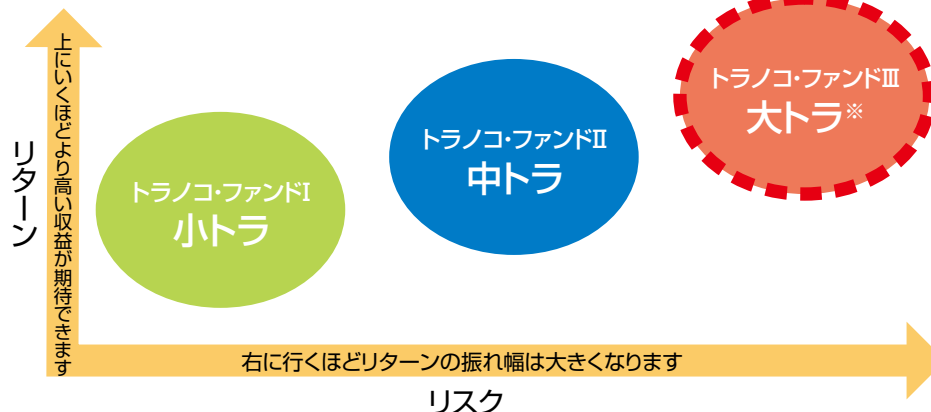 リターン
上にいくほどより高い収益が期待できます
トラノコ・ファンドⅠ
小トラ
トラノコ・ファンドⅡ
中トラ
トラノコ・ファンドⅢ
大トラ※
右に行くほどリターンの振れ幅は大きくなります
リスク